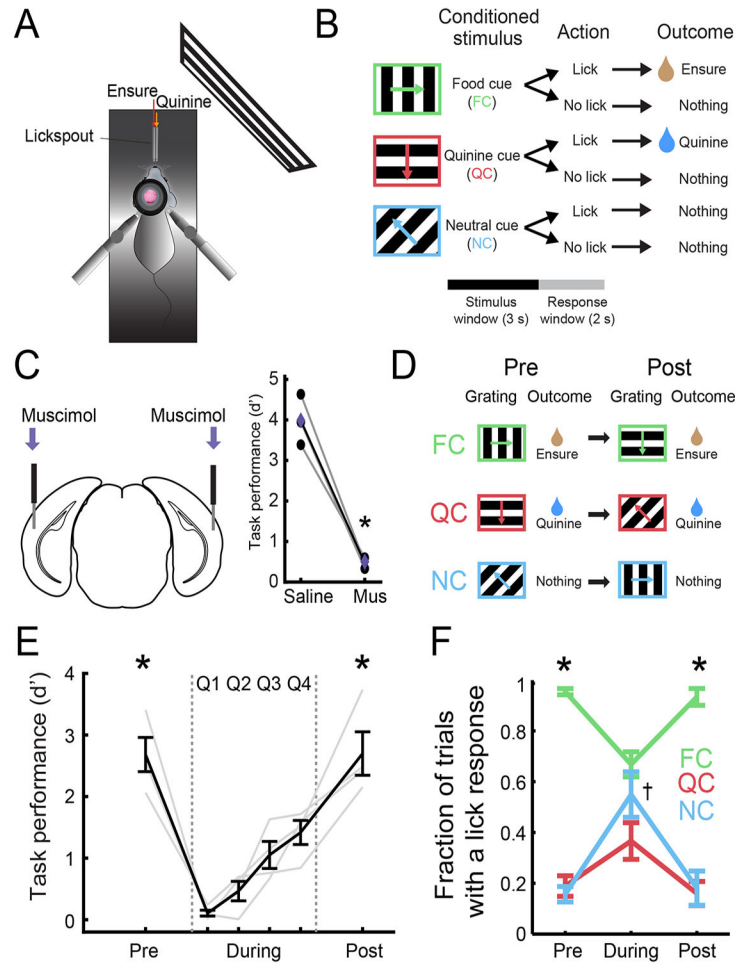 A
Ensure
Quinine
Lickspout
B
Conditioned stimulus
Action
Outcome
Food cue
(FC)
Lick
Ensure
No lick
Nothing
Quinine cue
(QC)
Lick
Quinine
No lick
Nothing
Neutral cue
(NC)
Lick
Nothing
No lick
Nothing
Stimulus
window (3 s)
Response
window (2 s)
C
Muscimol
Muscimol
Task performance (d')
5
4
3
2
1
0
*
Saline
Mus
D
Pre
Post
Grating
Outcome
Grating
Outcome
FC
Ensure
Ensure
QC
Quinine
Quinine
NC
Nothing
Nothing
E
Task performance (d')
4
3
2
1
0
*
Q1
Q2
Q3
Q4
*
Pre
During
Post
F
Fraction of trials
with a lick response
1
0.8
0.6
0.4
0.2
0
*
*
FC
QC
NC
†
Pre
During
Post